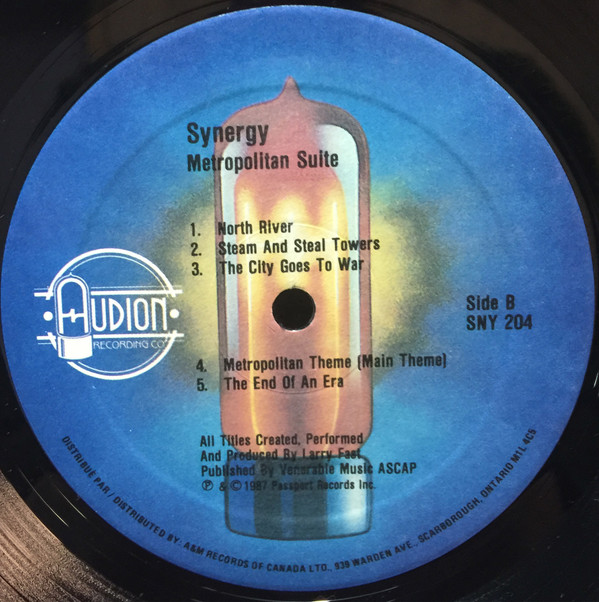 Synergy
Metropolitan Suite
1. North River
2. Steam And Steal Towers
3. The City Goes To War
AUDION
RECORDING CO
Side B
SNY 204
4. Metropolitan Theme (Main Theme)
5. The End Of An Era
All Titles Created, Performed
And Produced By Larry Fast
Published By Venerable Music ASCAP
℗ & © 1987 Passport Records Inc.
DISTRIBUÉ PAR / DISTRIBUTED BY: A&M RECORDS OF CANADA LTD., 939 WARDEN AVE., SCARBOROUGH, ONTARIO M1L 4C5